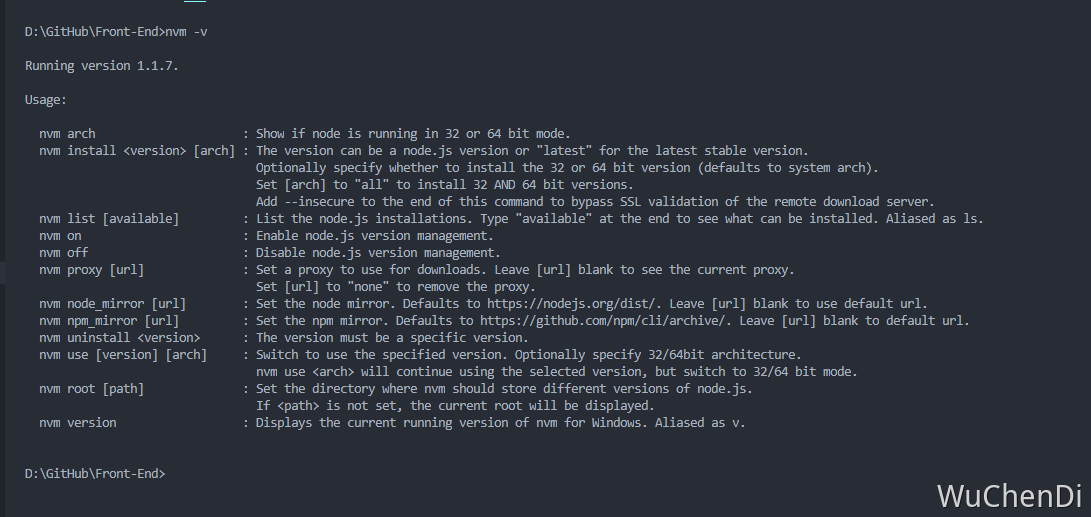 D:\GitHub\Front-End>nvm -v
Running version 1.1.7.
Usage:
nvm arch : Show if node is running in 32 or 64 bit mode.
nvm install <version> [arch] : The version can be a node.js version or "latest" for the latest stable version.
Optionally specify whether to install the 32 or 64 bit version (defaults to system arch).
Set [arch] to "all" to install 32 AND 64 bit versions.
Add --insecure to the end of this command to bypass SSL validation of the remote download server.
nvm list [available] : List the node.js installations. Type "available" at the end to see what can be installed. Aliased as ls.
nvm on : Enable node.js version management.
nvm off : Disable node.js version management.
nvm proxy [url] : Set a proxy to use for downloads. Leave [url] blank to see the current proxy.
Set [url] to "none" to remove the proxy.
nvm node_mirror [url] : Set the node mirror. Defaults to https://nodejs.org/dist/. Leave [url] blank to use default url.
nvm npm_mirror [url] : Set the npm mirror. Defaults to https://github.com/npm/cli/archive/. Leave [url] blank to default url.
nvm uninstall <version> : The version must be a specific version.
nvm use [version] [arch] : Switch to use the specified version. Optionally specify 32/64bit architecture.
nvm use <arch> will continue using the selected version, but switch to 32/64 bit mode.
nvm root [path] : Set the directory where nvm should store different versions of node.js.
If <path> is not set, the current root will be displayed.
nvm version : Displays the current running version of nvm for Windows. Aliased as v.
D:\GitHub\Front-End>
WuChenDi